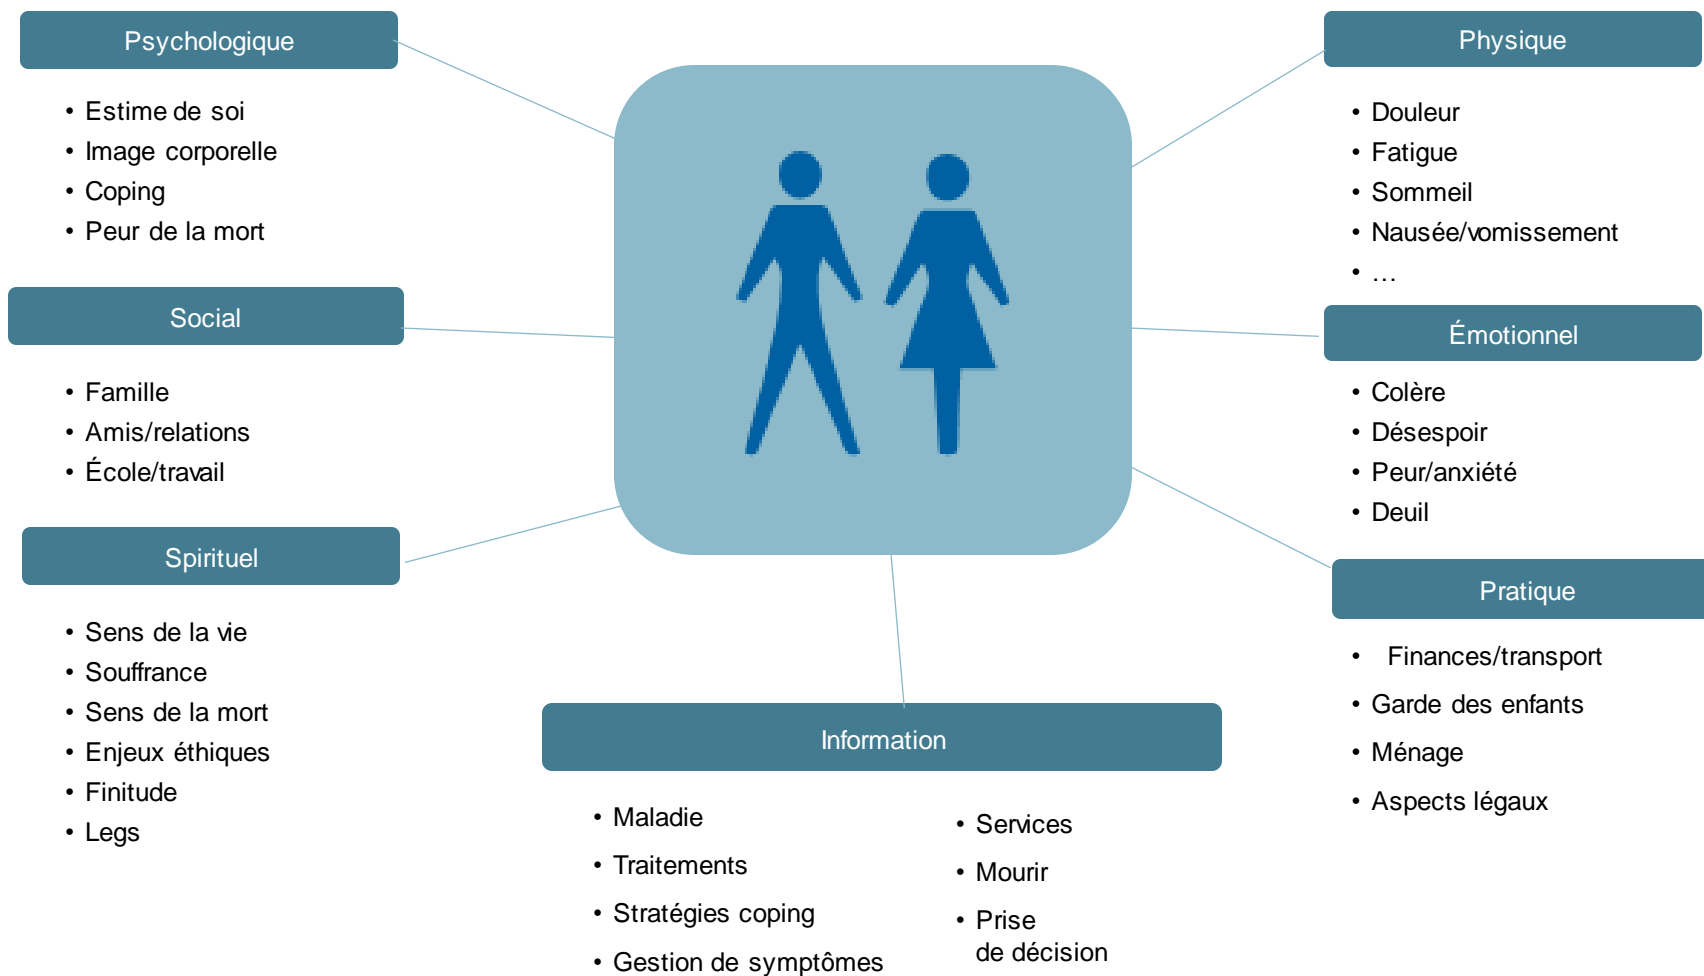 Psychologique
• Estime de soi
• Image corporelle
• Coping
• Peur de la mort
Social
• Famille
• Amis/relations
• École/travail
Spirituel
• Sens de la vie
• Souffrance
• Sens de la mort
• Enjeux éthiques
• Finitude
• Legs
Information
• Maladie
• Traitements
• Stratégies coping
• Gestion de symptômes
• Services
• Mourir
• Prise
de décision
Physique
• Douleur
• Fatigue
• Sommeil
• Nausée/vomissement
• …
Émotionnel
• Colère
• Désespoir
• Peur/anxiété
• Deuil
Pratique
• Finances/transport
• Garde des enfants
• Ménage
• Aspects légaux